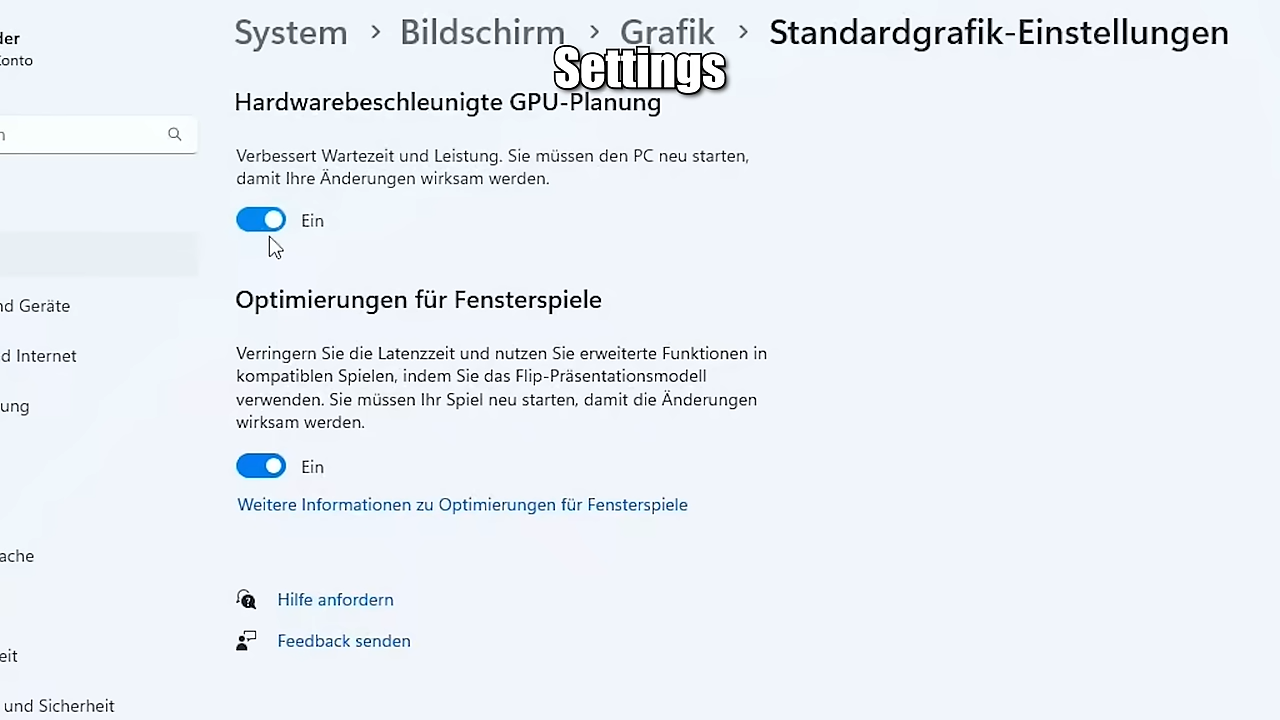 System > Bildschirm > Grafik > Standardgrafik-Einstellungen
Settings
der
Konto
n
Hardwarebeschleunigte GPU-Planung
Verbessert Wartezeit und Leistung. Sie müssen den PC neu starten,
damit Ihre Änderungen wirksam werden.
Ein
Optimierungen für Fensterspiele
nd Geräte
Verringern Sie die Latenzzeit und nutzen Sie erweiterte Funktionen in
d Internet
kompatiblen Spielen, indem Sie das Flip-Präsentationsmodell
verwenden. Sie müssen Ihr Spiel neu starten, damit die Änderungen
ung
wirksam werden.
Ein
Weitere Informationen zu Optimierungen für Fensterspiele
ache
Hilfe anfordern
Feedback senden
eit
und Sicherheit